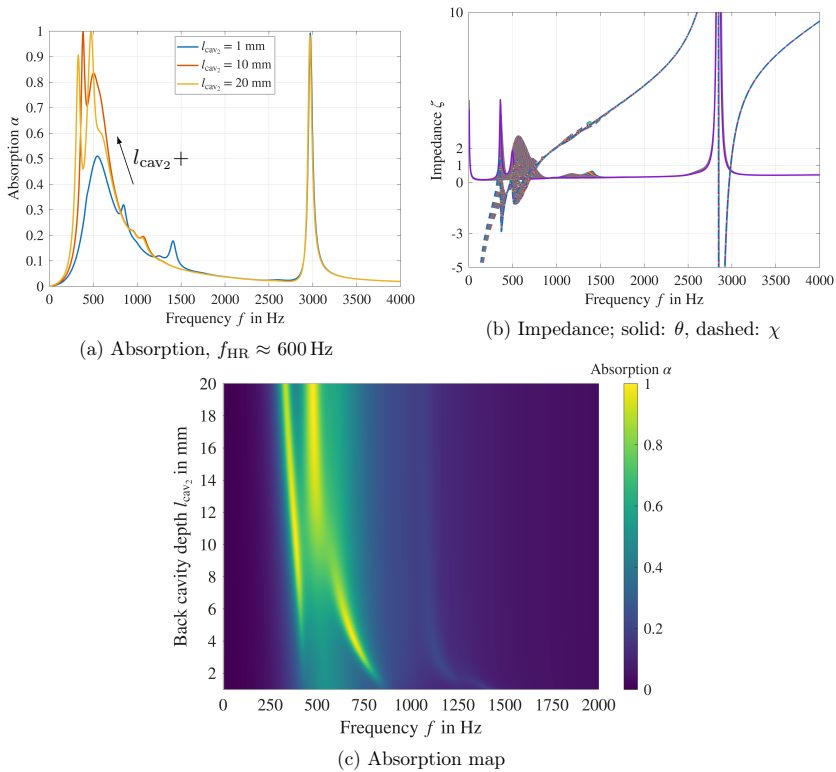 1
0.9
0.8
0.7
0.6
0.5
0.4
0.3
0.2
0.1
0
Absorption α
l_cav₂ = 1 mm
l_cav₂ = 10 mm
l_cav₂ = 20 mm
l_cav₂+
0 500 1000 1500 2000 2500 3000 3500 4000
Frequency f in Hz
(a) Absorption, f_HR ≈ 600 Hz
10
2
1
0
-3
-5
Impedance ζ
0 500 1000 1500 2000 2500 3000 3500 4000
Frequency f in Hz
(b) Impedance; solid: θ, dashed: χ
20
18
16
14
12
10
8
6
4
2
Back cavity depth l_cav₂ in mm
0 250 500 750 1000 1250 1500 1750 2000
Frequency f in Hz
Absorption α
1
0.8
0.6
0.4
0.2
0
(c) Absorption map